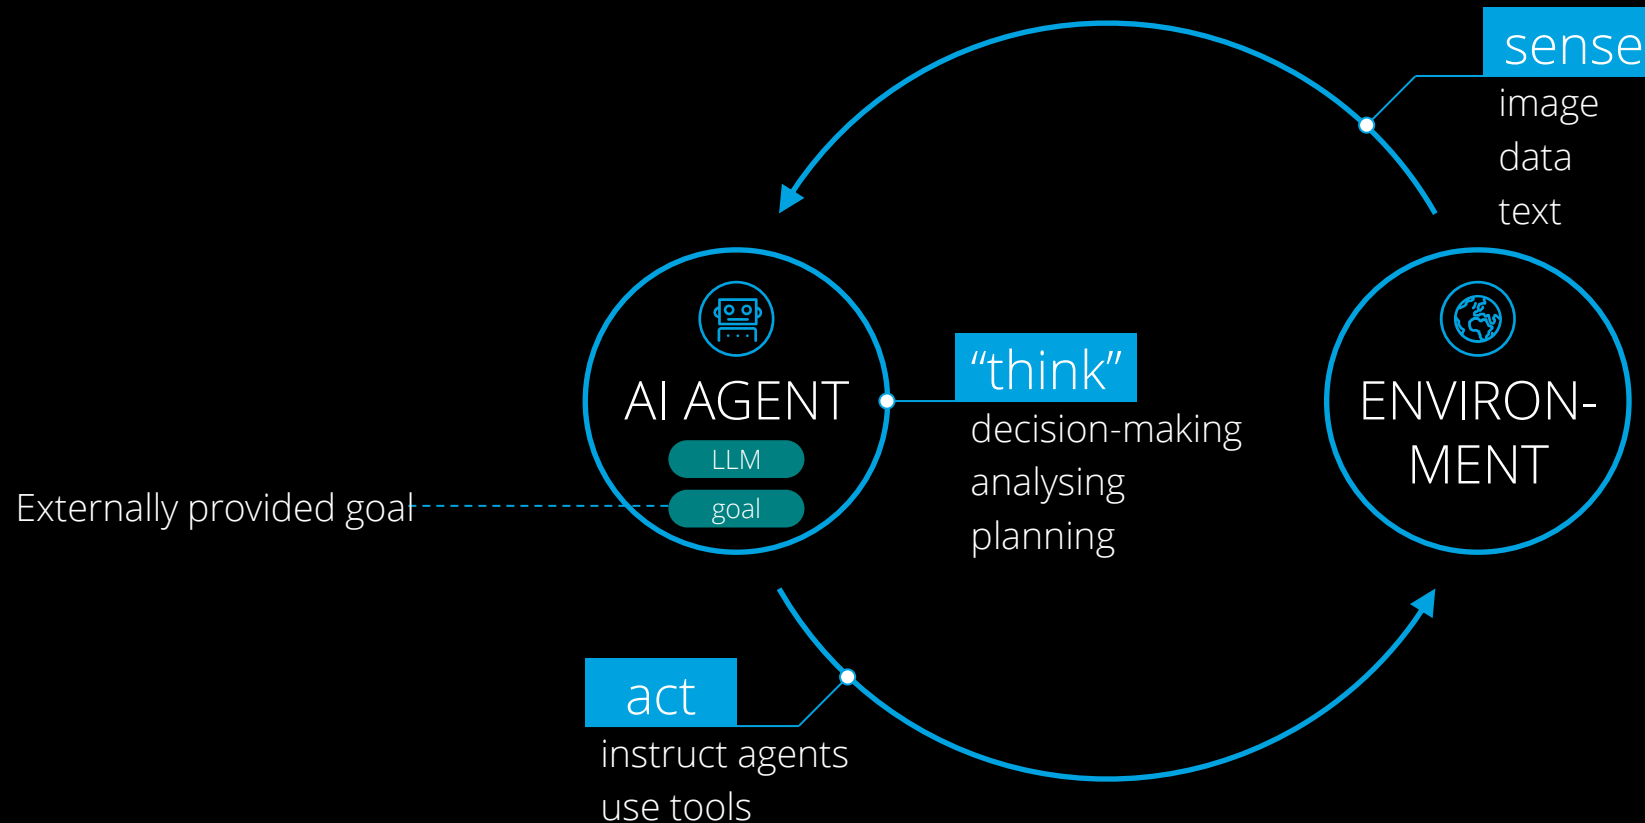 sense
image
data
text
AI AGENT
LLM
goal
Externally provided goal
“think”
decision-making
analysing
planning
ENVIRON-
MENT
act
instruct agents
use tools